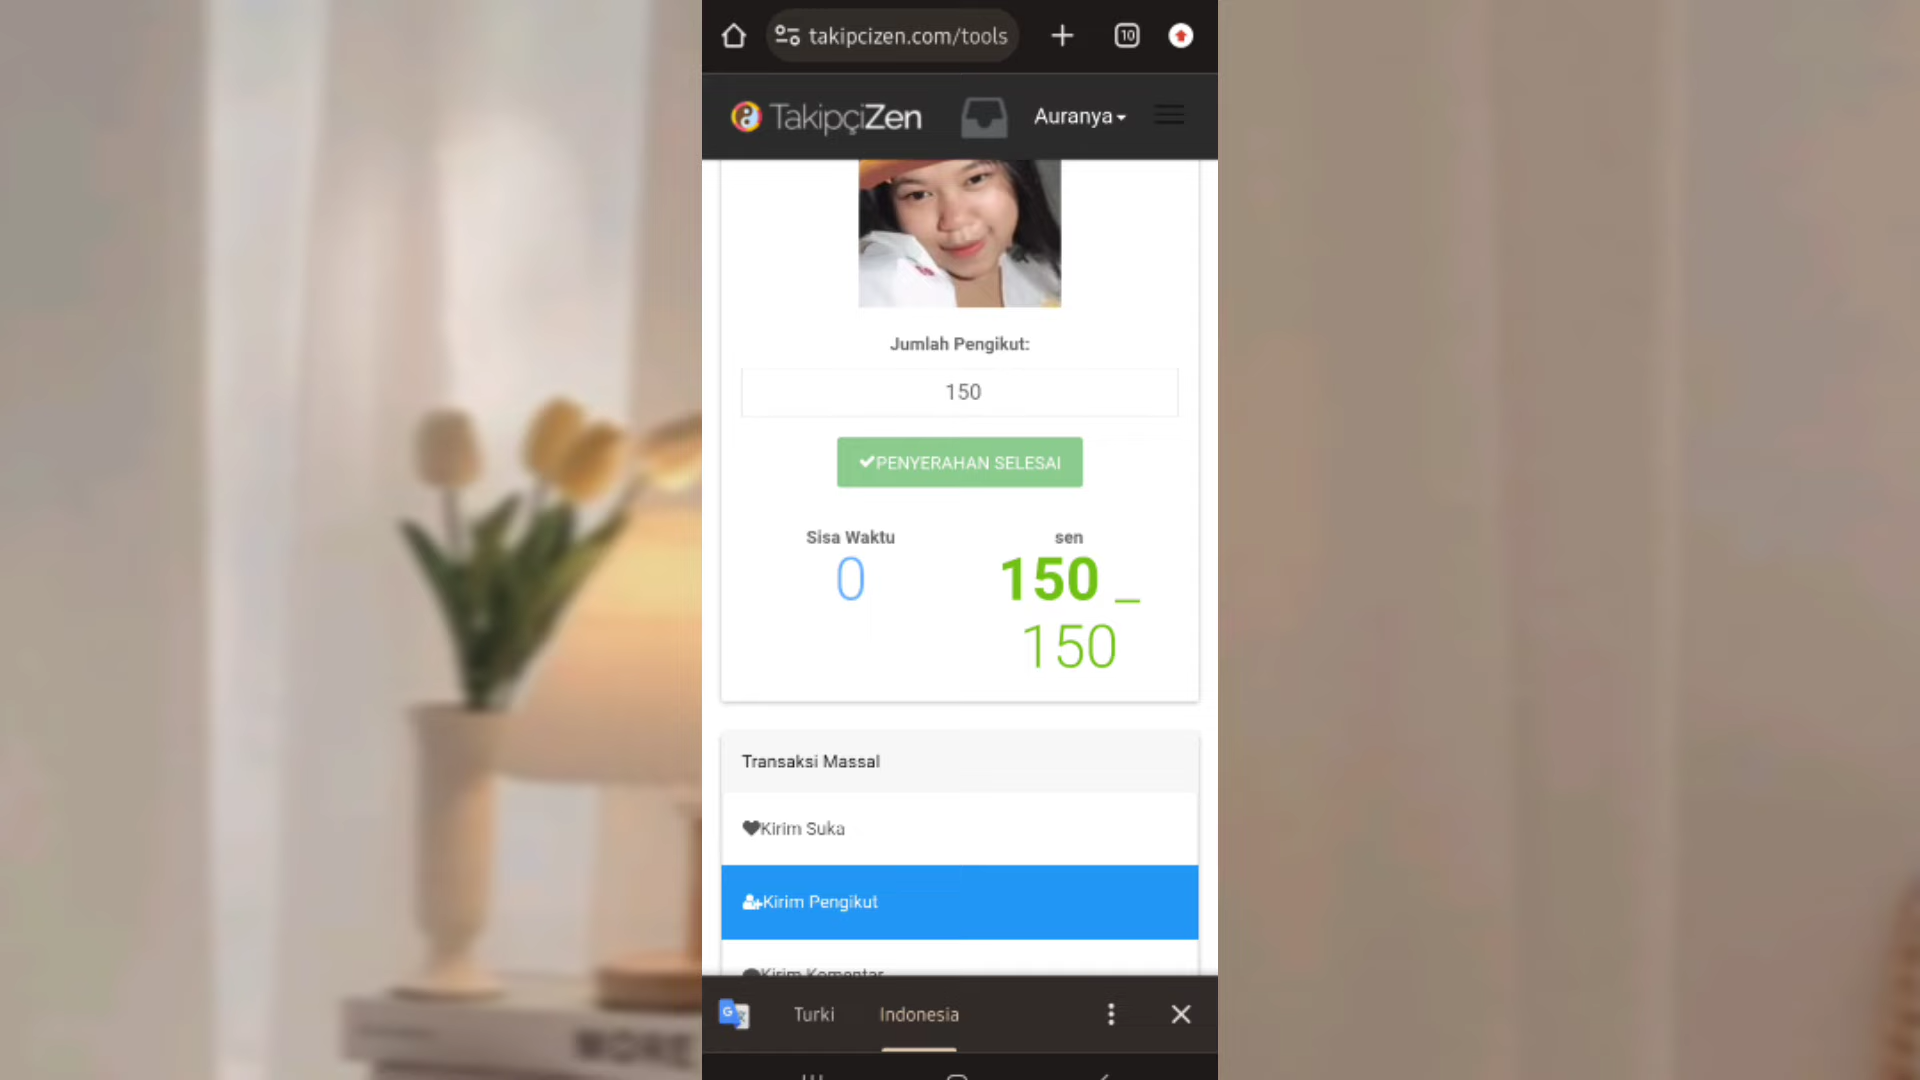 takipcizen.com/tools
10
TakipçiZen
Auranya
Jumlah Pengikut:
150
PENYERAHAN SELESAI
Sisa Waktu
0
sen
150 _
150
Transaksi Massal
Kirim Suka
Kirim Pengikut
Kirim Komentar
Turki
Indonesia
MORE